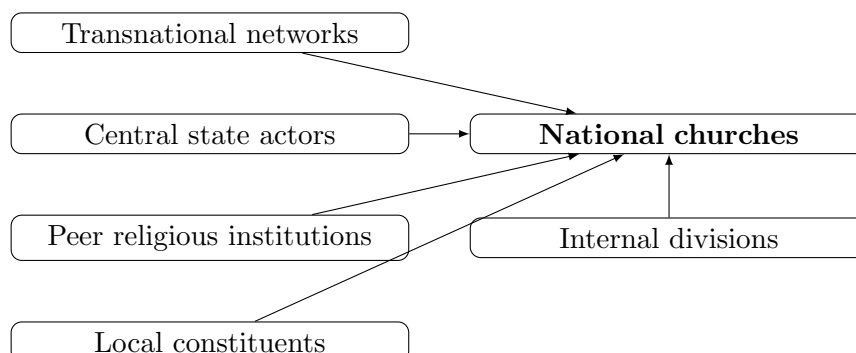 Transnational networks
Central state actors
National churches
Peer religious institutions
Internal divisions
Local constituents